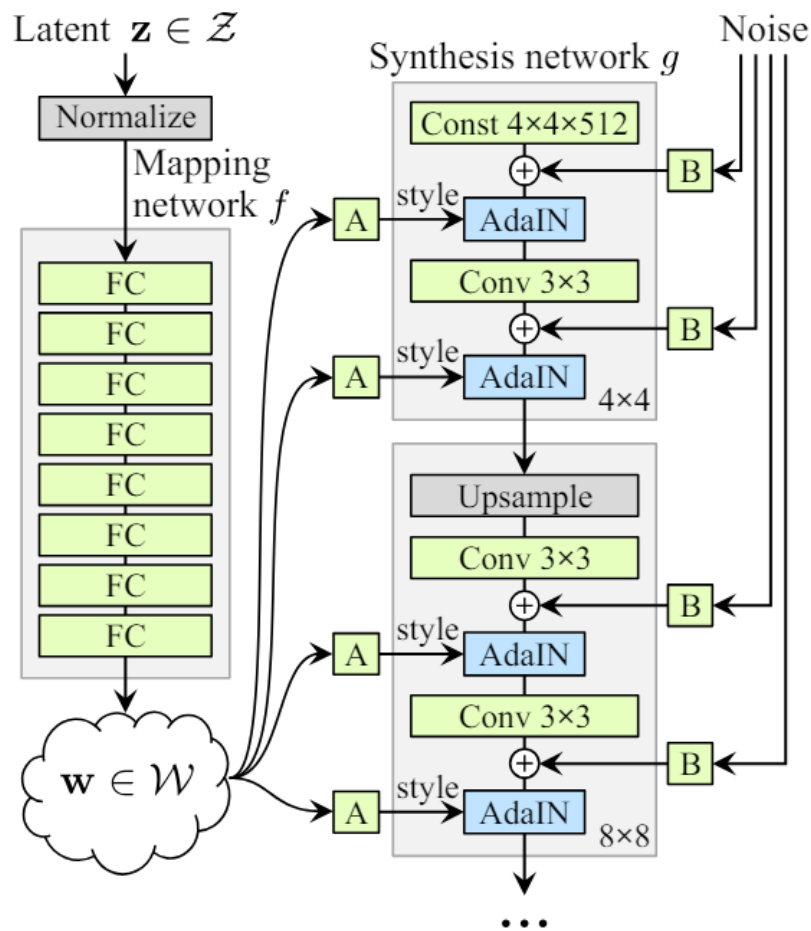 Latent z ∈ 𝒵
Normalize
Mapping
network f
FC
FC
FC
FC
FC
FC
FC
FC
w ∈ 𝒲
Synthesis network g
Noise
Const 4×4×512
B
A
style
AdaIN
Conv 3×3
B
A
style
AdaIN
4×4
Upsample
Conv 3×3
B
A
style
AdaIN
Conv 3×3
B
A
style
AdaIN
8×8
...